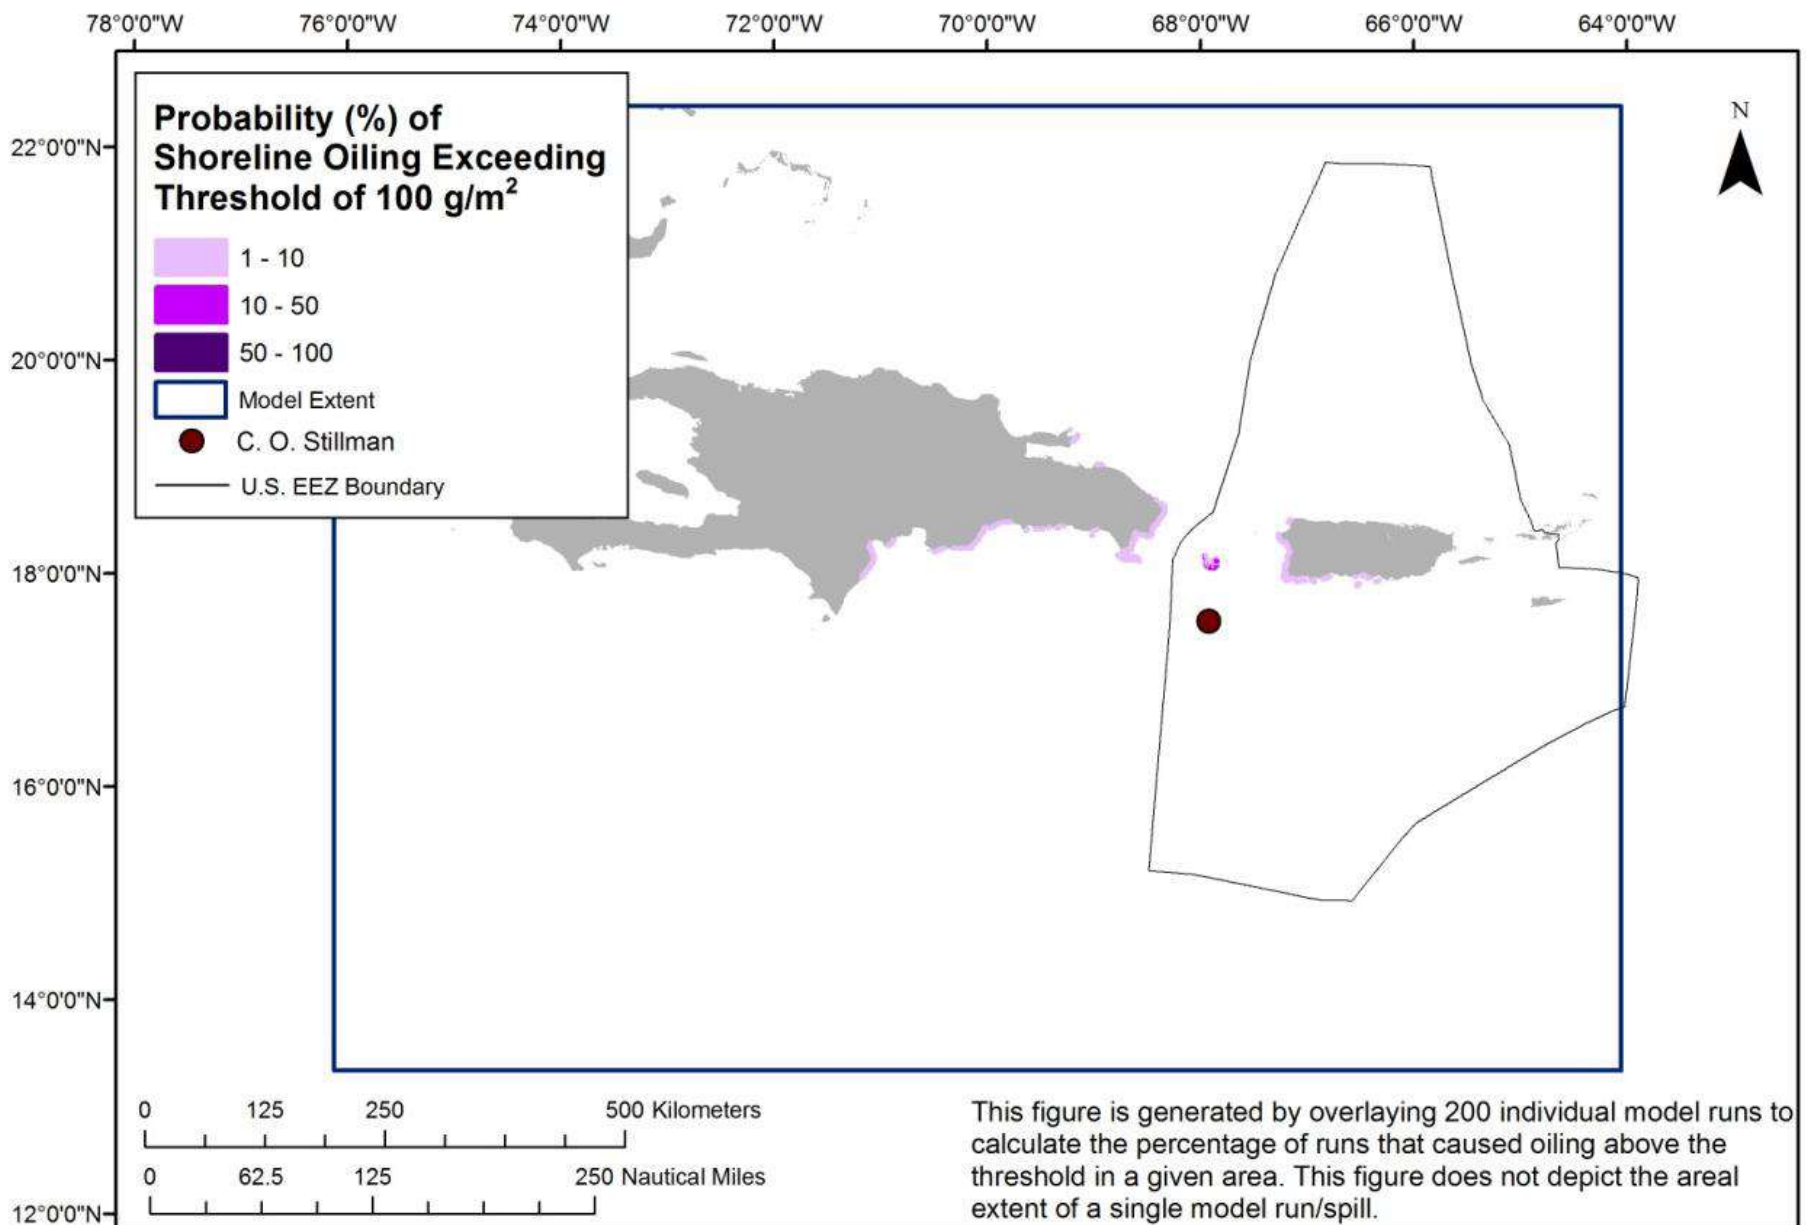 78°0'0"W 76°0'0"W 74°0'0"W 72°0'0"W 70°0'0"W 68°0'0"W 66°0'0"W 64°0'0"W
22°0'0"N
20°0'0"N
18°0'0"N
16°0'0"N
14°0'0"N
12°0'0"N
Probability (%) of
Shoreline Oiling Exceeding
Threshold of 100 g/m²
1 - 10
10 - 50
50 - 100
Model Extent
C. O. Stillman
U.S. EEZ Boundary
N
0 125 250 500 Kilometers
0 62.5 125 250 Nautical Miles
This figure is generated by overlaying 200 individual model runs to
calculate the percentage of runs that caused oiling above the
threshold in a given area. This figure does not depict the areal
extent of a single model run/spill.